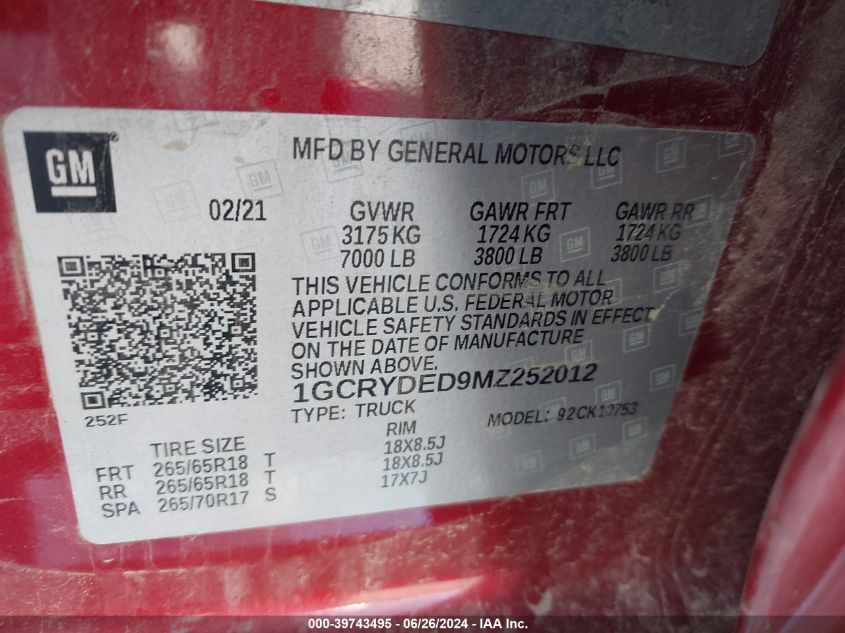 GM
MFD BY GENERAL MOTORS LLC
02/21 GVWR GAWR FRT GAWR RR
3175 KG 1724 KG 1724 KG
7000 LB 3800 LB 3800 LB
THIS VEHICLE CONFORMS TO ALL
APPLICABLE U.S. FEDERAL MOTOR
VEHICLE SAFETY STANDARDS IN EFFECT
ON THE DATE OF MANUFACTURE
SHOWN ABOVE.
1GCRYDED9MZ252012
252F
TYPE: TRUCK MODEL: 92CK10753
TIRE SIZE RIM
FRT 265/65R18 T 18X8.5J
RR 265/65R18 T 18X8.5J
SPA 265/70R17 S 17X7J
000-39743495 - 06/26/2024 - Copyright © 2024 IAA, Inc.